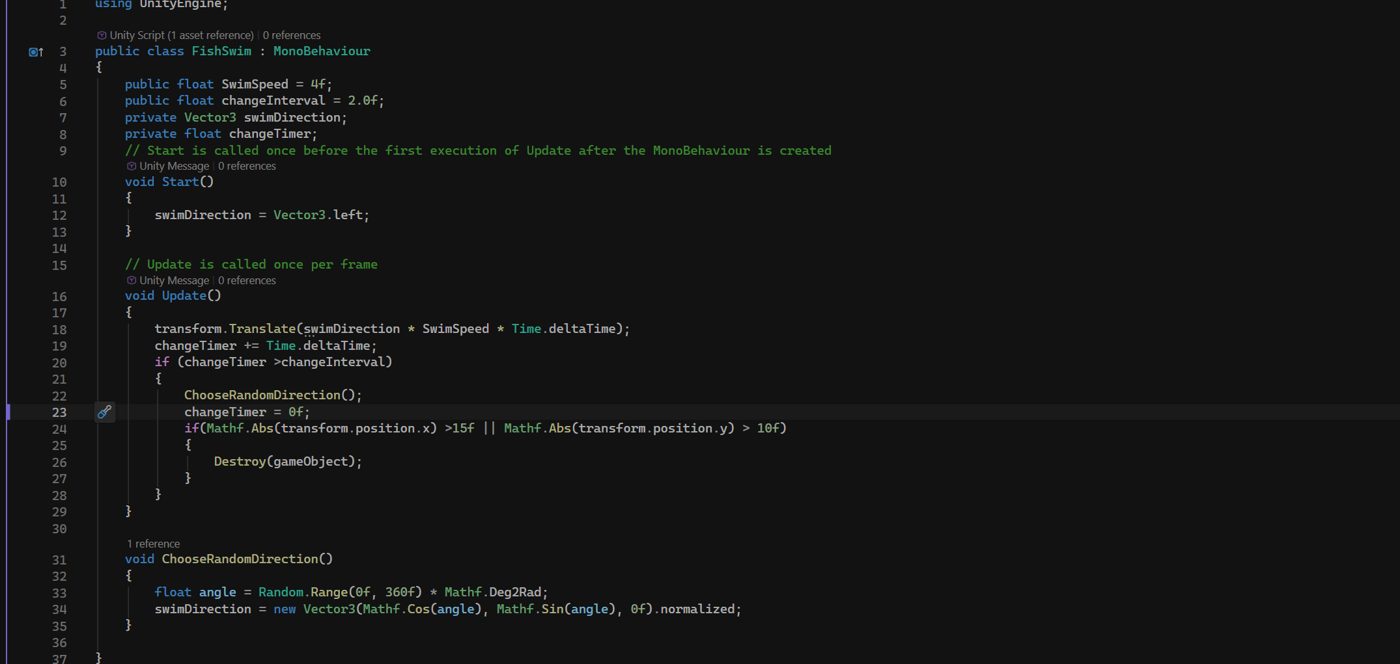 1 using UnityEngine;
2
Unity Script (1 asset reference) | 0 references
3 public class FishSwim : MonoBehaviour
4 {
5 public float SwimSpeed = 4f;
6 public float changeInterval = 2.0f;
7 private Vector3 swimDirection;
8 private float changeTimer;
9 // Start is called once before the first execution of Update after the MonoBehaviour is created
Unity Message | 0 references
10 void Start()
11 {
12 swimDirection = Vector3.left;
13 }
14
15 // Update is called once per frame
Unity Message | 0 references
16 void Update()
17 {
18 transform.Translate(swimDirection * SwimSpeed * Time.deltaTime);
19 changeTimer += Time.deltaTime;
20 if (changeTimer >changeInterval)
21 {
22 ChooseRandomDirection();
23 changeTimer = 0f;
24 if(Mathf.Abs(transform.position.x) >15f || Mathf.Abs(transform.position.y) > 10f)
25 {
26 Destroy(gameObject);
27 }
28 }
29 }
30
1 reference
31 void ChooseRandomDirection()
32 {
33 float angle = Random.Range(0f, 360f) * Mathf.Deg2Rad;
34 swimDirection = new Vector3(Mathf.Cos(angle), Mathf.Sin(angle), 0f).normalized;
35 }
36
37 }